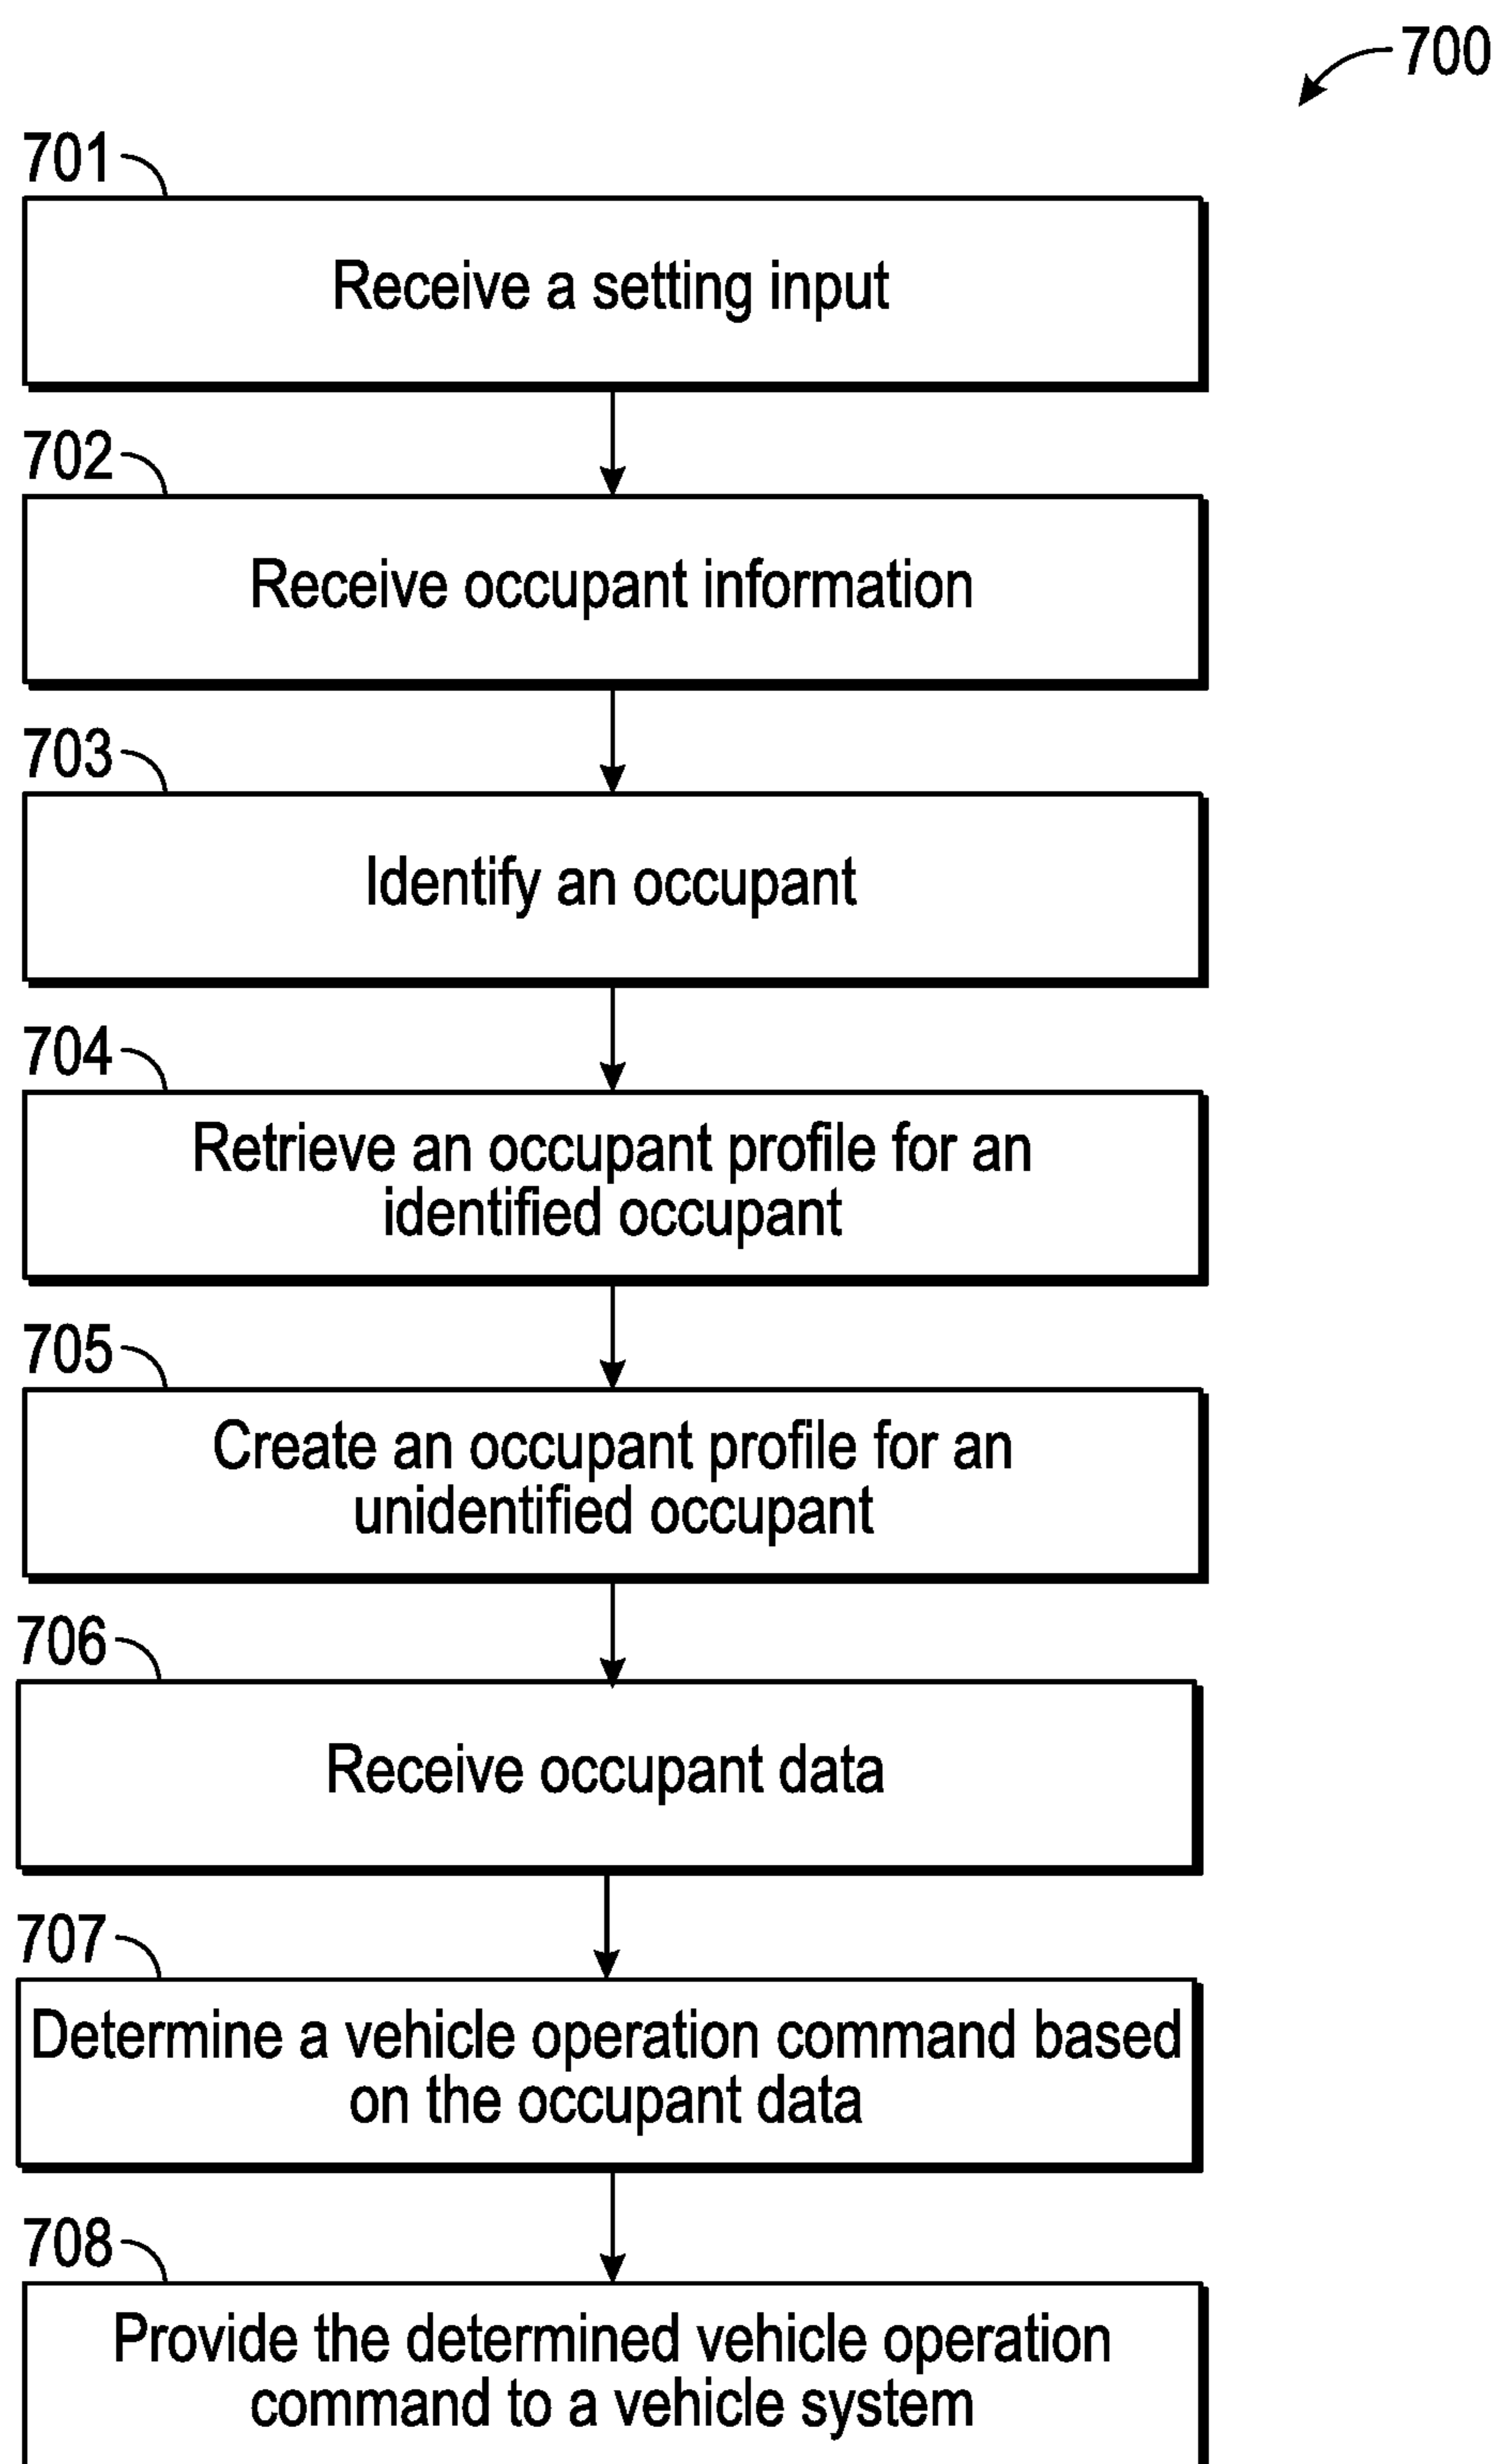 700
701
Receive a setting input
702
Receive occupant information
703
Identify an occupant
704
Retrieve an occupant profile for an
identified occupant
705
Create an occupant profile for an
unidentified occupant
706
Receive occupant data
707
Determine a vehicle operation command based
on the occupant data
708
Provide the determined vehicle operation
command to a vehicle system